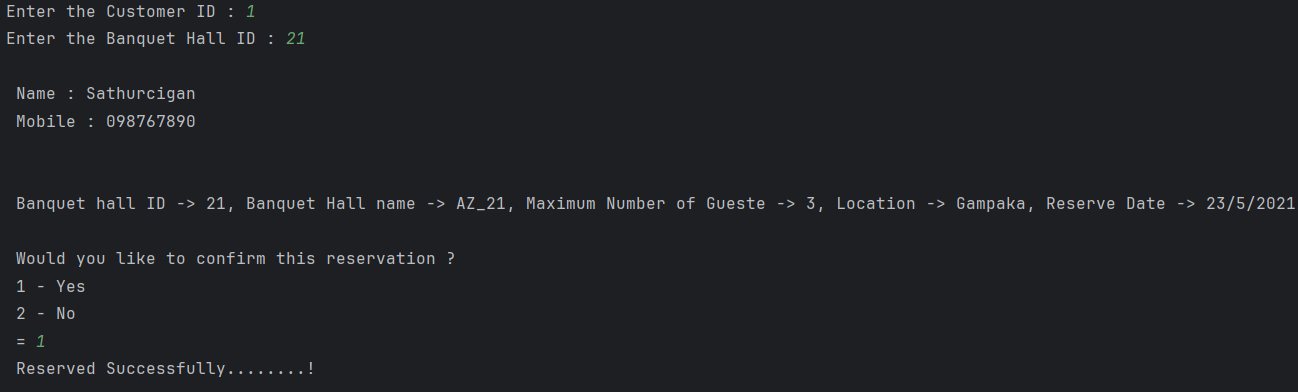 Enter the Customer ID : 1
Enter the Banquet Hall ID : 21
Name : Sathurcigan
Mobile : 098767890
Banquet hall ID -> 21, Banquet Hall name -> AZ_21, Maximum Number of Gueste -> 3, Location -> Gampaka, Reserve Date -> 23/5/2021
Would you like to confirm this reservation ?
1 - Yes
2 - No
= 1
Reserved Successfully........!